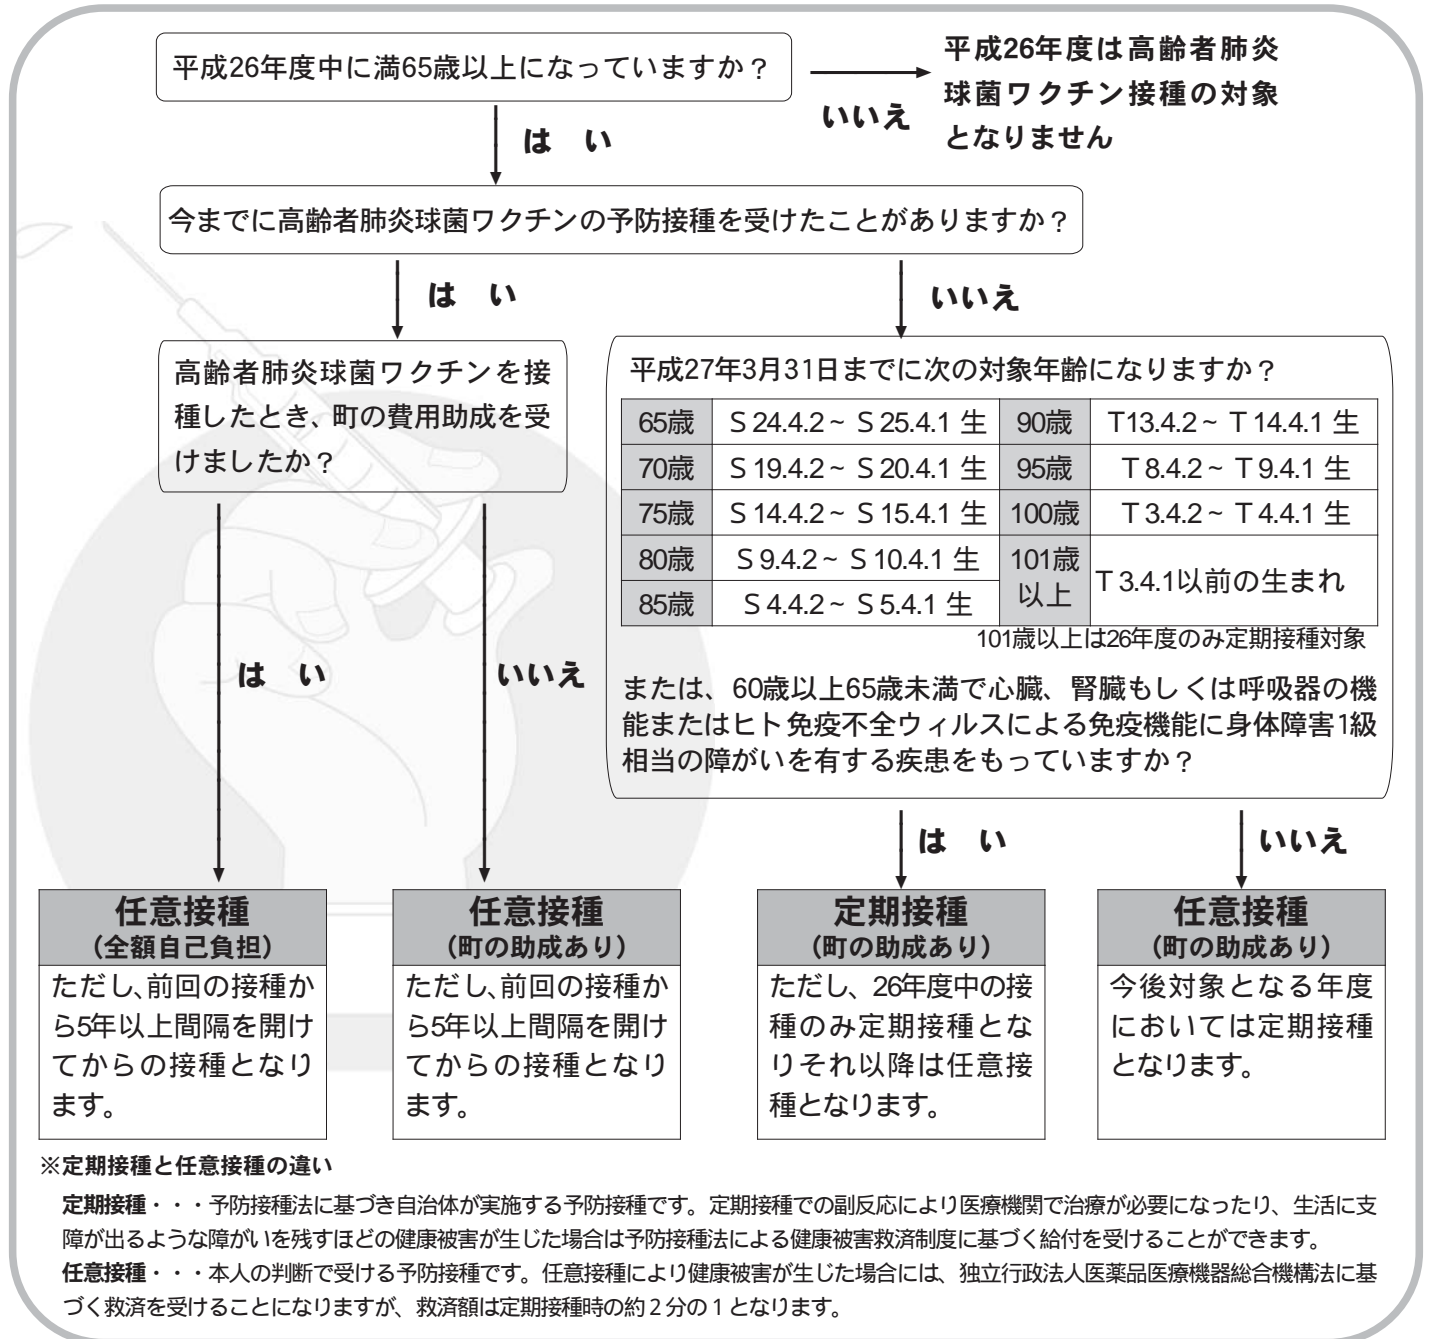 平成26年度中に満65歳以上になっていますか？
いいえ
平成26年度は高齢者肺炎
球菌ワクチン接種の対象
となりません
は　い
今までに高齢者肺炎球菌ワクチンの予防接種を受けたことがありますか？
は　い
いいえ
高齢者肺炎球菌ワクチンを接
種したとき、町の費用助成を受
けましたか？
平成27年3月31日までに次の対象年齢になりますか？
65歳 S 24.4.2～ S 25.4.1 生 90歳 T13.4.2～ T 14.4.1 生
70歳 S 19.4.2～ S 20.4.1 生 95歳 T 8.4.2～ T 9.4.1 生
75歳 S 14.4.2～ S 15.4.1 生 100歳 T 3.4.2～ T 4.4.1 生
80歳 S 9.4.2～ S 10.4.1 生 101歳
以上 T 3.4.1以前の生まれ
85歳 S 4.4.2～ S 5.4.1 生
101歳以上は26年度のみ定期接種対象
または、60歳以上65歳未満で心臓、腎臓もしくは呼吸器の機
能またはヒト免疫不全ウィルスによる免疫機能に身体障害1級
相当の障がいを有する疾患をもっていますか？
は　い
いいえ
は　い
いいえ
任意接種
（全額自己負担）
ただし、前回の接種か
ら5年以上間隔を開け
てからの接種となり
ます。
任意接種
（町の助成あり）
ただし、前回の接種か
ら5年以上間隔を開け
てからの接種となり
ます。
定期接種
（町の助成あり）
ただし、26年度中の接
種のみ定期接種とな
りそれ以降は任意接
種となります。
任意接種
（町の助成あり）
今後対象となる年度
においては定期接種
となります。
※定期接種と任意接種の違い
定期接種・・・予防接種法に基づき自治体が実施する予防接種です。定期接種での副反応により医療機関で治療が必要になったり、生活に支
障が出るような障がいを残すほどの健康被害が生じた場合は予防接種法による健康被害救済制度に基づく給付を受けることができます。
任意接種・・・本人の判断で受ける予防接種です。任意接種により健康被害が生じた場合には、独立行政法人医薬品医療機器総合機構法に基
づく救済を受けることになりますが、救済額は定期接種時の約２分の１となります。